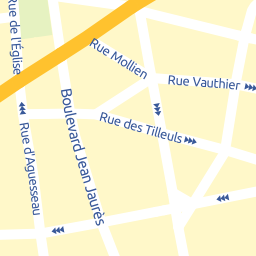 Rue de l'Église
Rue Mollien
Rue Vauthier
Rue des Tilleuls
Rue d'Aguesseau
Boulevard Jean Jaurès